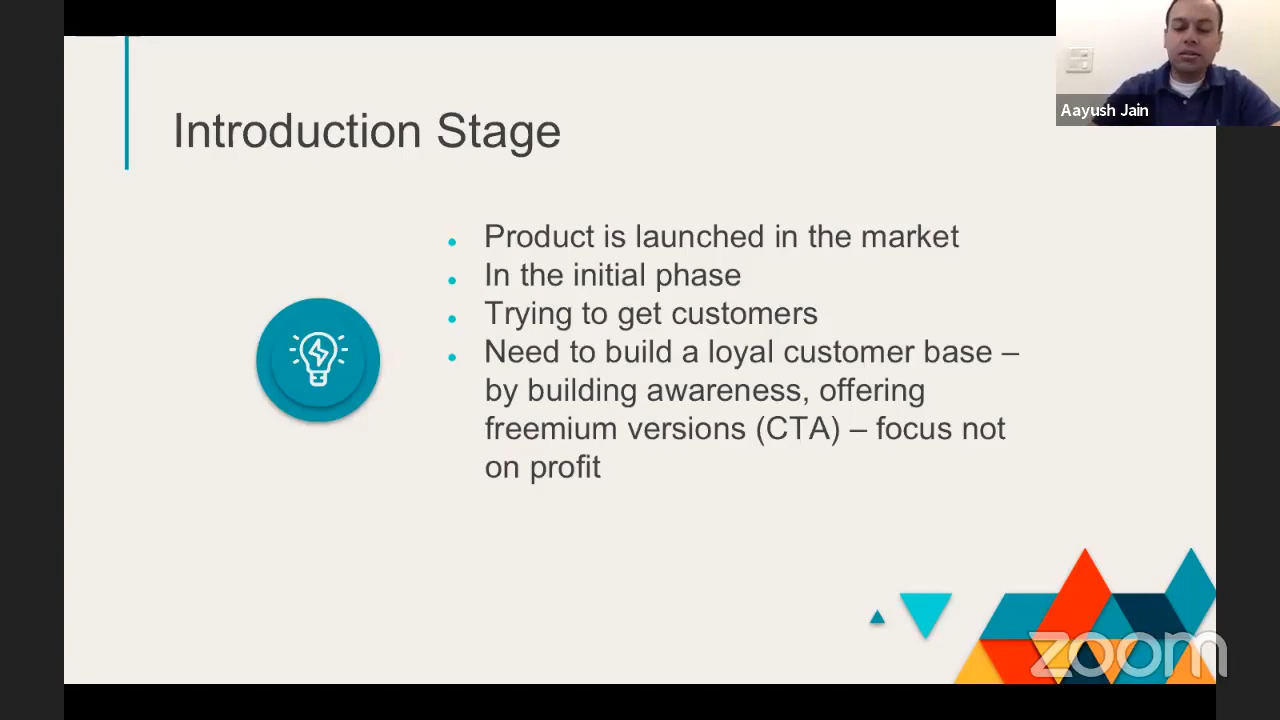 Aayush Jain
Introduction Stage
Product is launched in the market
In the initial phase
Trying to get customers
Need to build a loyal customer base –
by building awareness, offering
freemium versions (CTA) – focus not
on profit
zoom